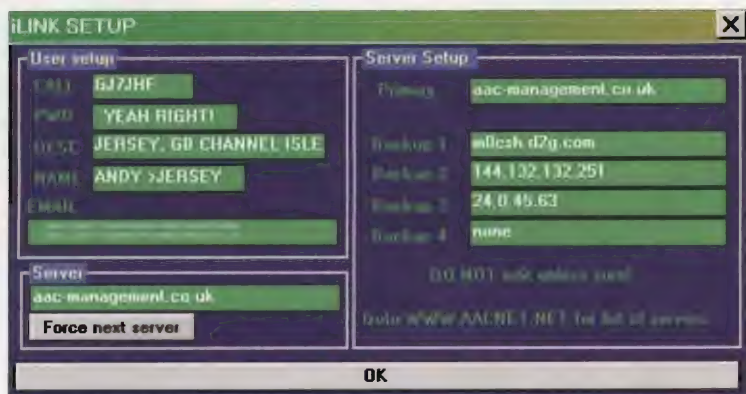 iLINK SETUP
X
User setup
CALL GJ7JHF
PWD YEAH RIGHT!
DESC JERSEY, GB CHANNEL ISLE
NAME ANDY >JERSEY
EMAIL
Server
aac-management.co.uk
Force next server
Server Setup
Primary aac-management.co.uk
Backup 1 m0csh.d2g.com
Backup 2 144.132.132.251
Backup 3 24.0.45.63
Backup 4 none
DO NOT edit unless sure!
Goto WWW.AACNET.NET for list of servers
OK